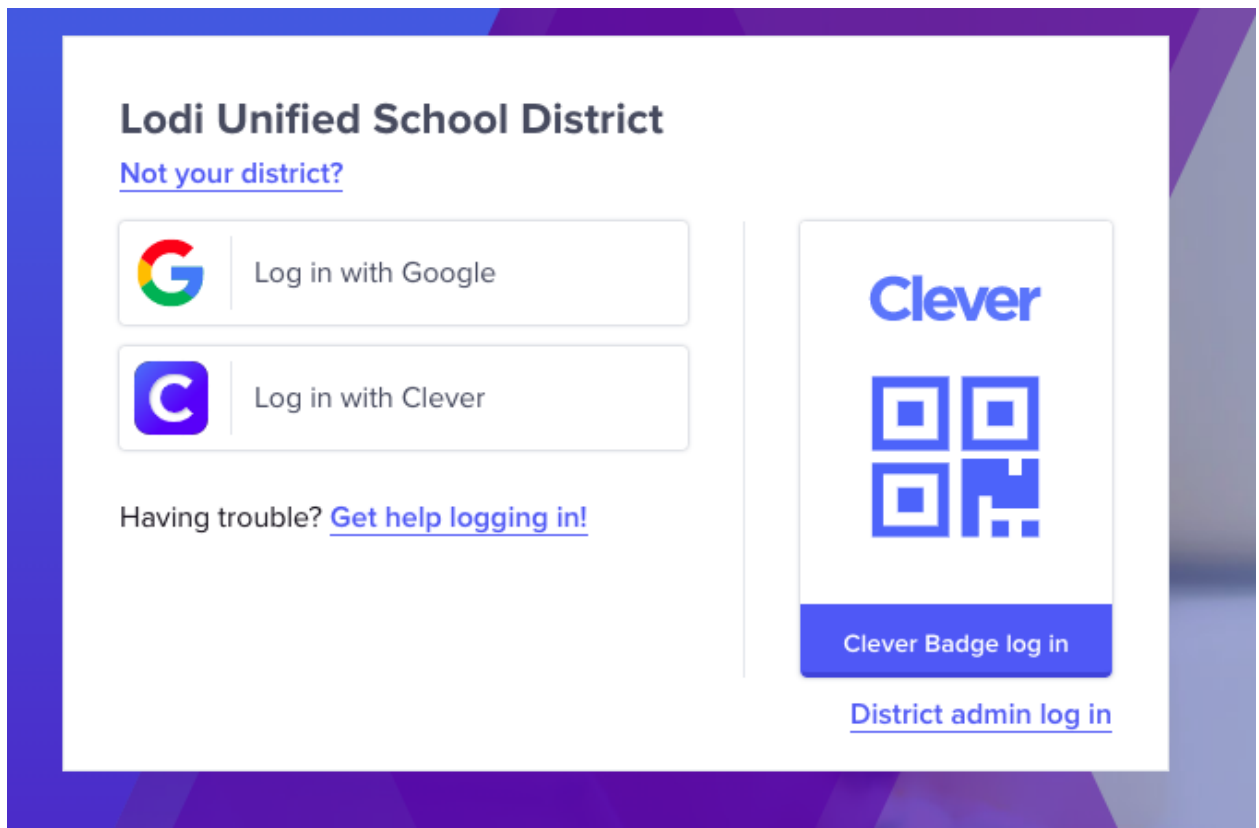 Lodi Unified School District
Not your district?
Log in with Google
Log in with Clever
Having trouble? Get help logging in!
Clever
Clever Badge log in
District admin log in